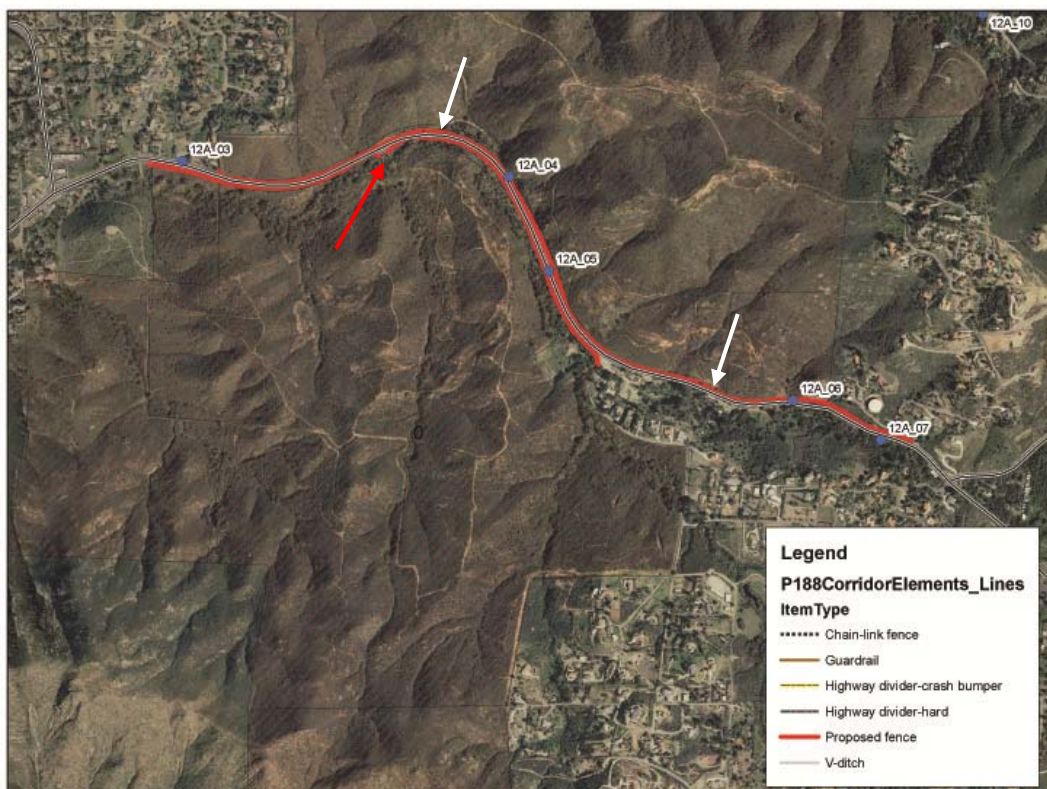 12A_10
12A_03
12A_04
12A_05
12A_06
12A_07
0
Legend
P188CorridorElements_Lines
ItemType
Chain-link fence
Guardrail
Highway divider-crash bumper
Highway divider-hard
Proposed fence
V-ditch